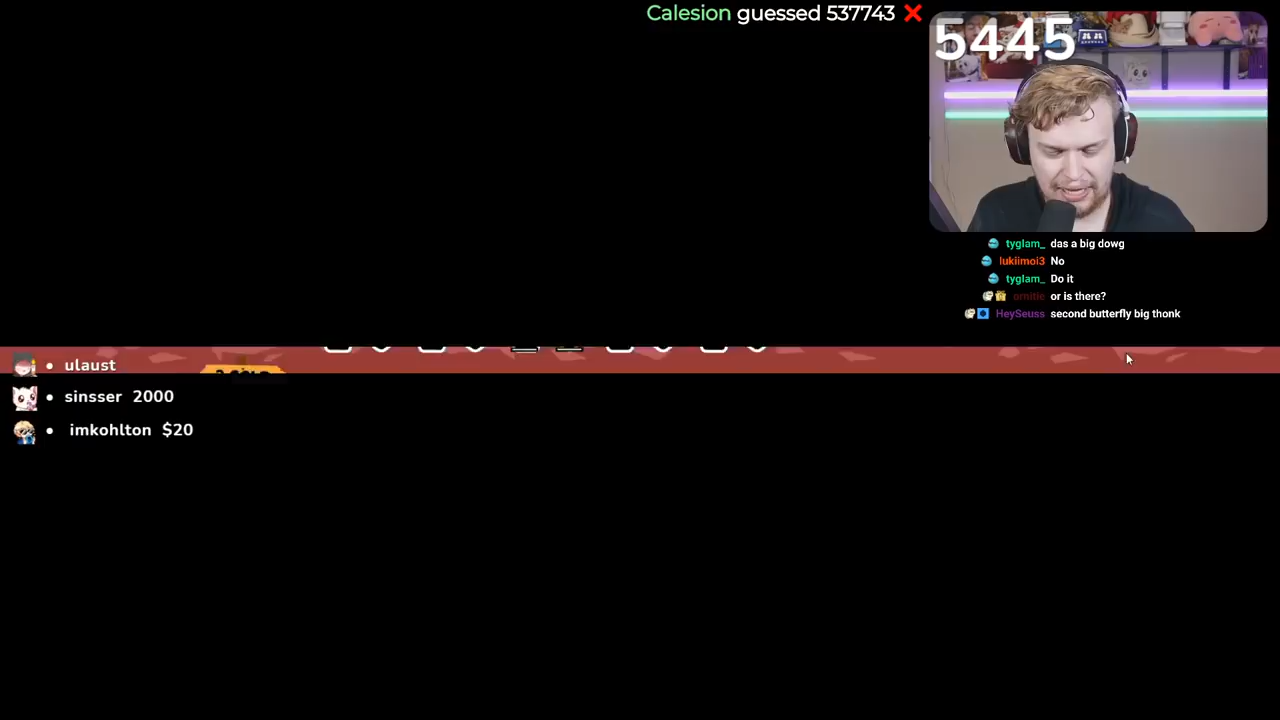 Calesion guessed 537743 ❌
5445
tyglam_ das a big dowg
lukiimoi3 No
tyglam_ Do it
ornitic or is there?
HeySeuss second butterfly big thonk
• ulaust
• sinsser 2000
• imkohlton $20